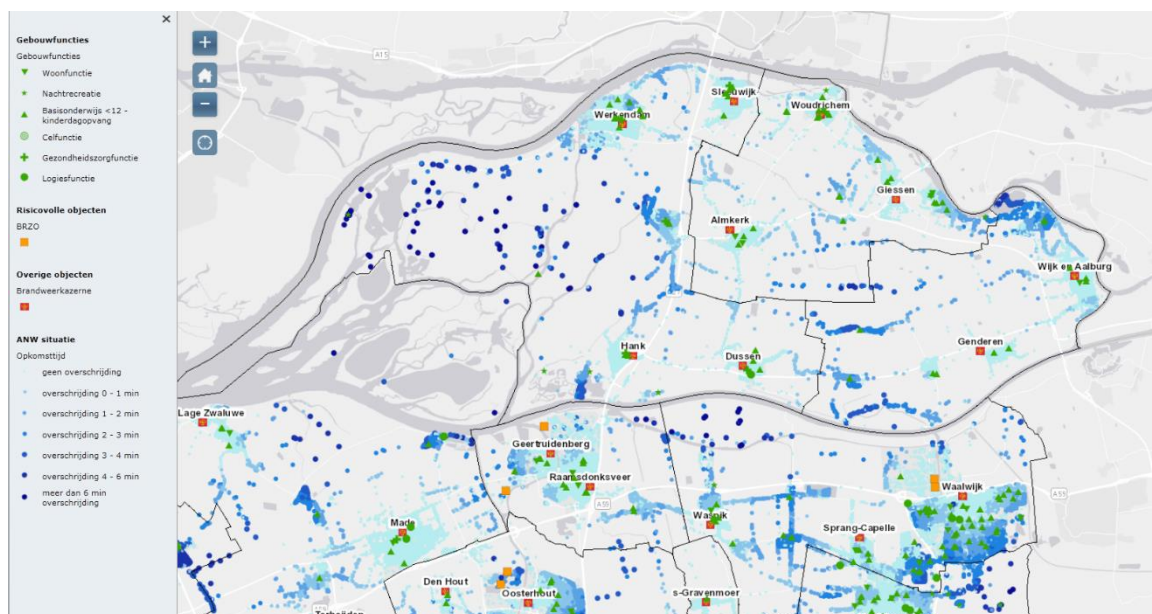 Gebouwfuncties
Gebouwfuncties
Woonfunctie
Nachtrecreatie
Basisonderwijs <12 -
kinderdagopvang
Celfunctie
Gezondheidszorgfunctie
Logiesfunctie
Risicovolle objecten
BRZO
Overige objecten
Brandweerkazerne
ANW situatie
Opkomsttijd
geen overschrijding
overschrijding 0 - 1 min
overschrijding 1 - 2 min
overschrijding 2 - 3 min
overschrijding 3 - 4 min
overschrijding 4 - 6 min
meer dan 6 min
overschrijding
A15
Sleeuwijk
Woudrichem
Werkendam
Giessen
Almkerk
Wijk en Aalburg
Hank
Dussen
Genderen
Lage Zwaluwe
Geertruidenberg
Raamsdonksveer
A59
Waalwijk
A59
Made
Waspik
Sprang-Capelle
Den Hout
Oosterhout
s-Gravenmoer